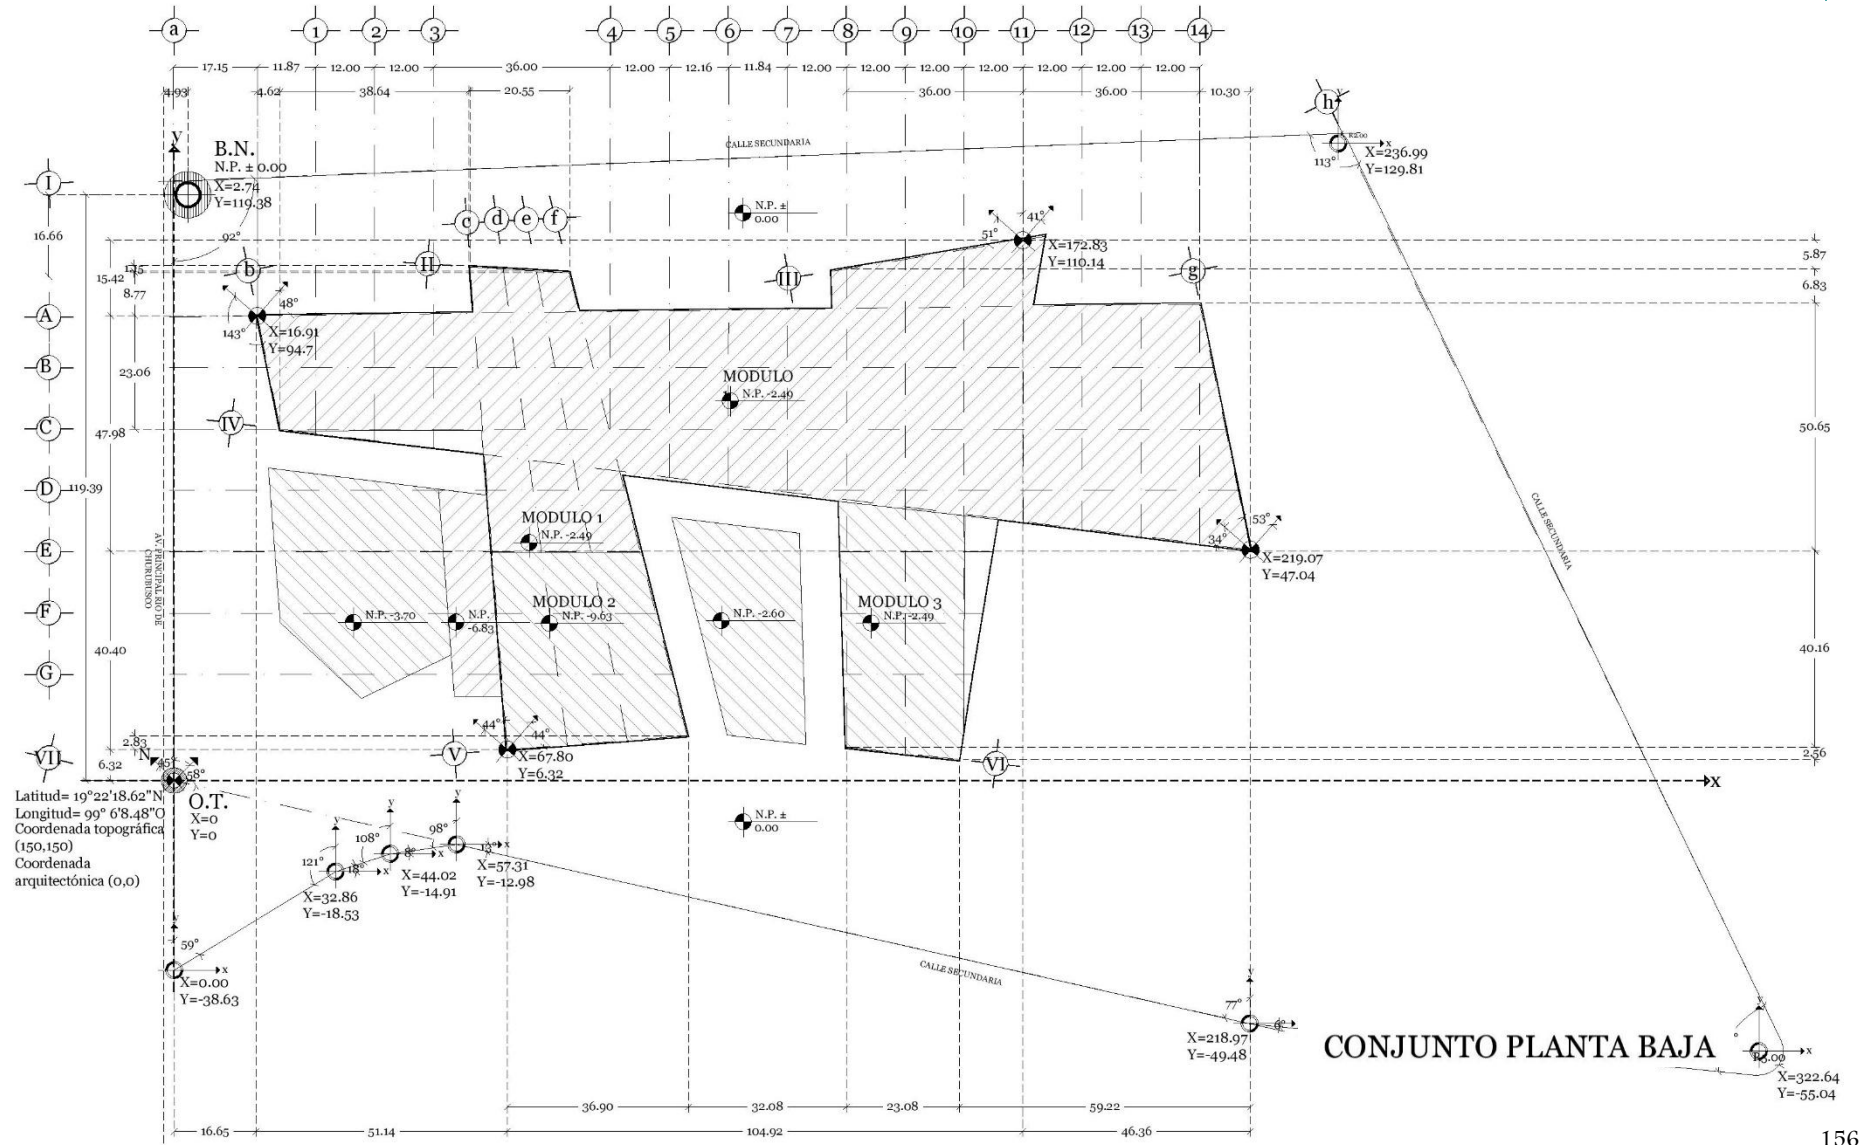 a 1 2 3 4 5 6 7 8 9 10 11 12 13 14
17.15 11.87 12.00 12.00 36.00 12.00 12.16 11.84 12.00 12.00 12.00 12.00 12.00 12.00 12.00
4.93 4.62 38.64 20.55 36.00 36.00 10.30
h
y
x
113°
X=236.99
Y=129.81
y
B.N.
N.P. ± 0.00
X=2.74
Y=119.38
92°
CALLE SECUNDARIA
I
16.66
c d e f
N.P. ±
0.00
41°
51°
X=172.83
Y=110.14
5.87
b
II
III
g
15.42
8.77
6.83
A
48°
143°
X=16.91
Y=94.7
B
23.06
MODULO
N.P. -2.49
IV
C
47.98
50.65
D
119.39
MODULO 1
N.P. -2.49
53°
34°
X=219.07
Y=47.04
CALLE SECUNDARIA
AV. PRINCIPAL RIO DE
CHURUBUSCO
E
F
MODULO 2
N.P. -9.63
MODULO 3
N.P. -2.49
N.P. -3.70
N.P.
-6.83
N.P. -2.60
40.40
40.16
G
44°
44°
2.83
N
V
X=67.80
Y=6.32
VI
2.56
VII
6.32
45°
58°
x
Latitud= 19°22'18.62"N
Longitud= 99° 6'8.48"O
Coordenada topográfica
(150,150)
Coordenada
arquitectónica (0,0)
O.T.
X=0
Y=0
y
y
y
N.P. ±
0.00
121°
18°
x
108°
8°
x
98°
13°
x
X=32.86
Y=-18.53
X=44.02
Y=-14.91
X=57.31
Y=-12.98
y
59°
x
X=0.00
Y=-38.63
CALLE SECUNDARIA
y
77°
6°
X=218.97
Y=-49.48
CONJUNTO PLANTA BAJA
y
°
x
X=322.64
Y=-55.04
36.90 32.08 23.08 59.22
16.65 51.14 104.92 46.36
156